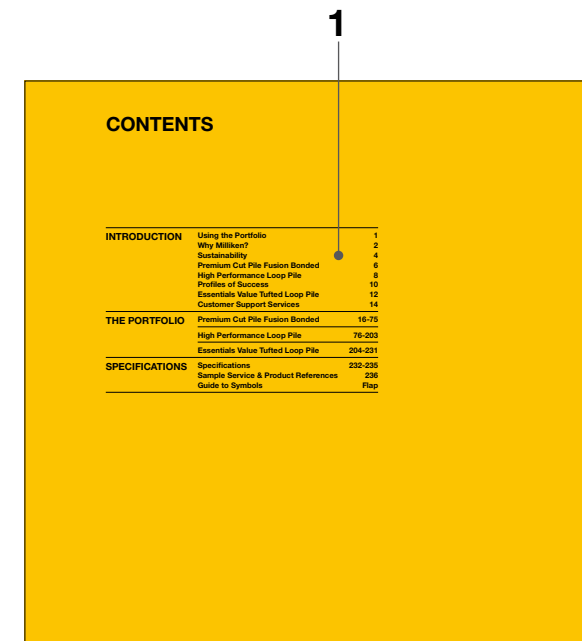 1
CONTENTS
INTRODUCTION Using the Portfolio 1
Why Milliken? 2
Sustainability 4
Premium Cut Pile Fusion Bonded 6
High Performance Loop Pile 8
Profiles of Success 10
Essentials Value Tufted Loop Pile 12
Customer Support Services 14
THE PORTFOLIO Premium Cut Pile Fusion Bonded 16-75
High Performance Loop Pile 76-203
Essentials Value Tufted Loop Pile 204-231
SPECIFICATIONS Specifications 232-235
Sample Service & Product References 236
Guide to Symbols Flap